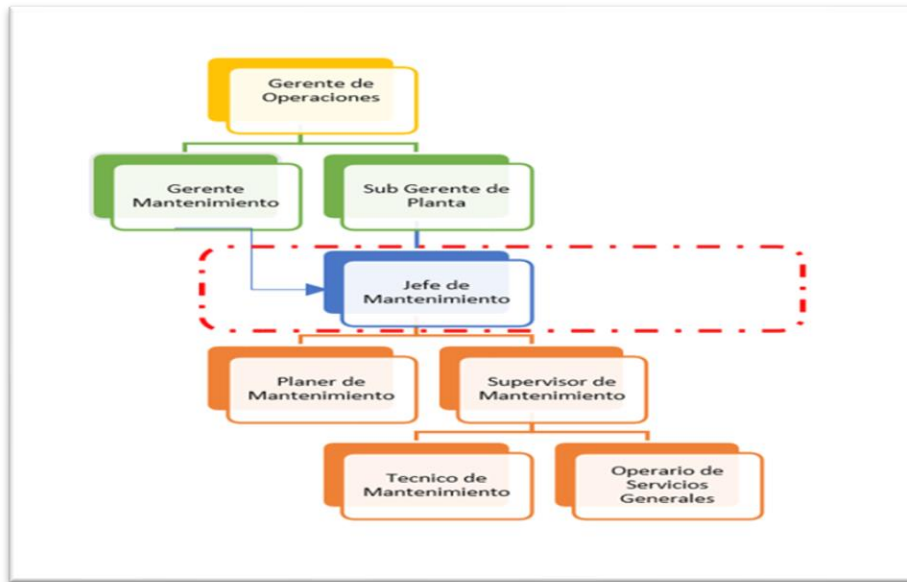 Gerente de
Operaciones
Gerente
Mantenimiento
Sub Gerente de
Planta
Jefe de
Mantenimiento
Planer de
Mantenimiento
Supervisor de
Mantenimiento
Tecnico de
Mantenimiento
Operario de
Servicios
Generales